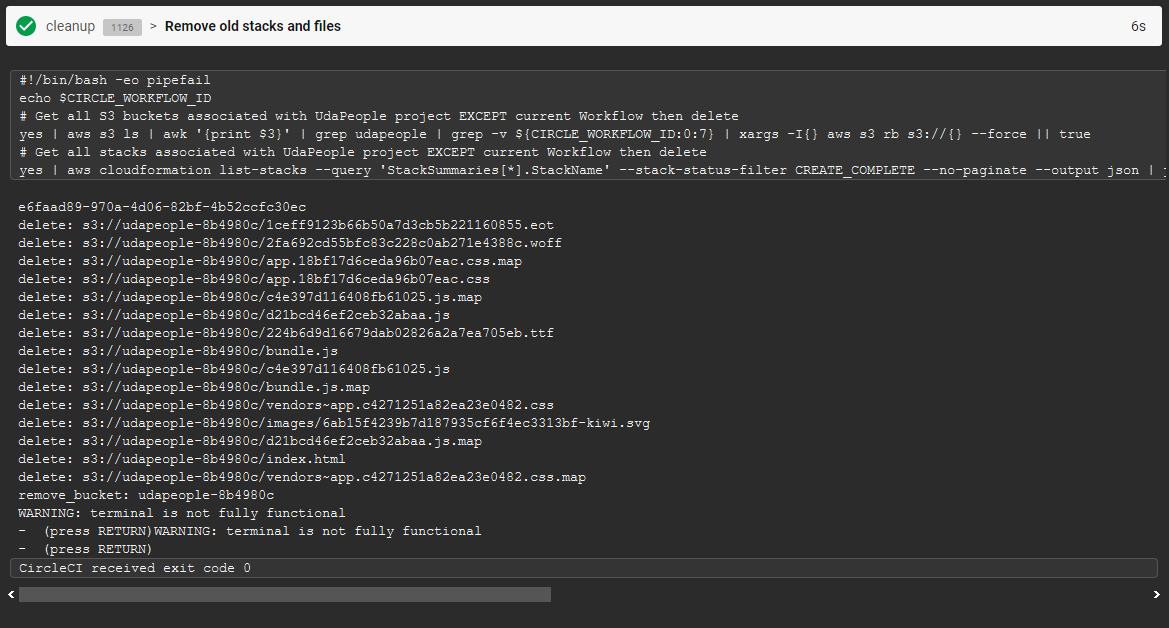 cleanup 1126 > Remove old stacks and files 6s
#!/bin/bash -eo pipefail
echo $CIRCLE_WORKFLOW_ID
# Get all S3 buckets associated with UdaPeople project EXCEPT current Workflow then delete
yes | aws s3 ls | awk '{print $3}' | grep udapeople | grep -v ${CIRCLE_WORKFLOW_ID:0:7} | xargs -I{} aws s3 rb s3://{} --force || true
# Get all stacks associated with UdaPeople project EXCEPT current Workflow then delete
yes | aws cloudformation list-stacks --query 'StackSummaries[*].StackName' --stack-status-filter CREATE_COMPLETE --no-paginate --output json |
e6faad89-970a-4d06-82bf-4b52ccfc30ec
delete: s3://udapeople-8b4980c/1ceff9123b66b50a7d3cb5b221160855.eot
delete: s3://udapeople-8b4980c/2fa692cd55bfc83c228c0ab271e4388c.woff
delete: s3://udapeople-8b4980c/app.18bf17d6ceda96b07eac.css.map
delete: s3://udapeople-8b4980c/app.18bf17d6ceda96b07eac.css
delete: s3://udapeople-8b4980c/c4e397d116408fb61025.js.map
delete: s3://udapeople-8b4980c/d21bcd46ef2ceb32abaa.js
delete: s3://udapeople-8b4980c/224b6d9d16679dab02826a2a7ea705eb.ttf
delete: s3://udapeople-8b4980c/bundle.js
delete: s3://udapeople-8b4980c/c4e397d116408fb61025.js
delete: s3://udapeople-8b4980c/bundle.js.map
delete: s3://udapeople-8b4980c/vendors~app.c4271251a82ea23e0482.css
delete: s3://udapeople-8b4980c/images/6ab15f4239b7d187935cf6f4ec3313bf-kiwi.svg
delete: s3://udapeople-8b4980c/d21bcd46ef2ceb32abaa.js.map
delete: s3://udapeople-8b4980c/index.html
delete: s3://udapeople-8b4980c/vendors~app.c4271251a82ea23e0482.css.map
remove_bucket: udapeople-8b4980c
WARNING: terminal is not fully functional
-  (press RETURN)WARNING: terminal is not fully functional
-  (press RETURN)
CircleCI received exit code 0